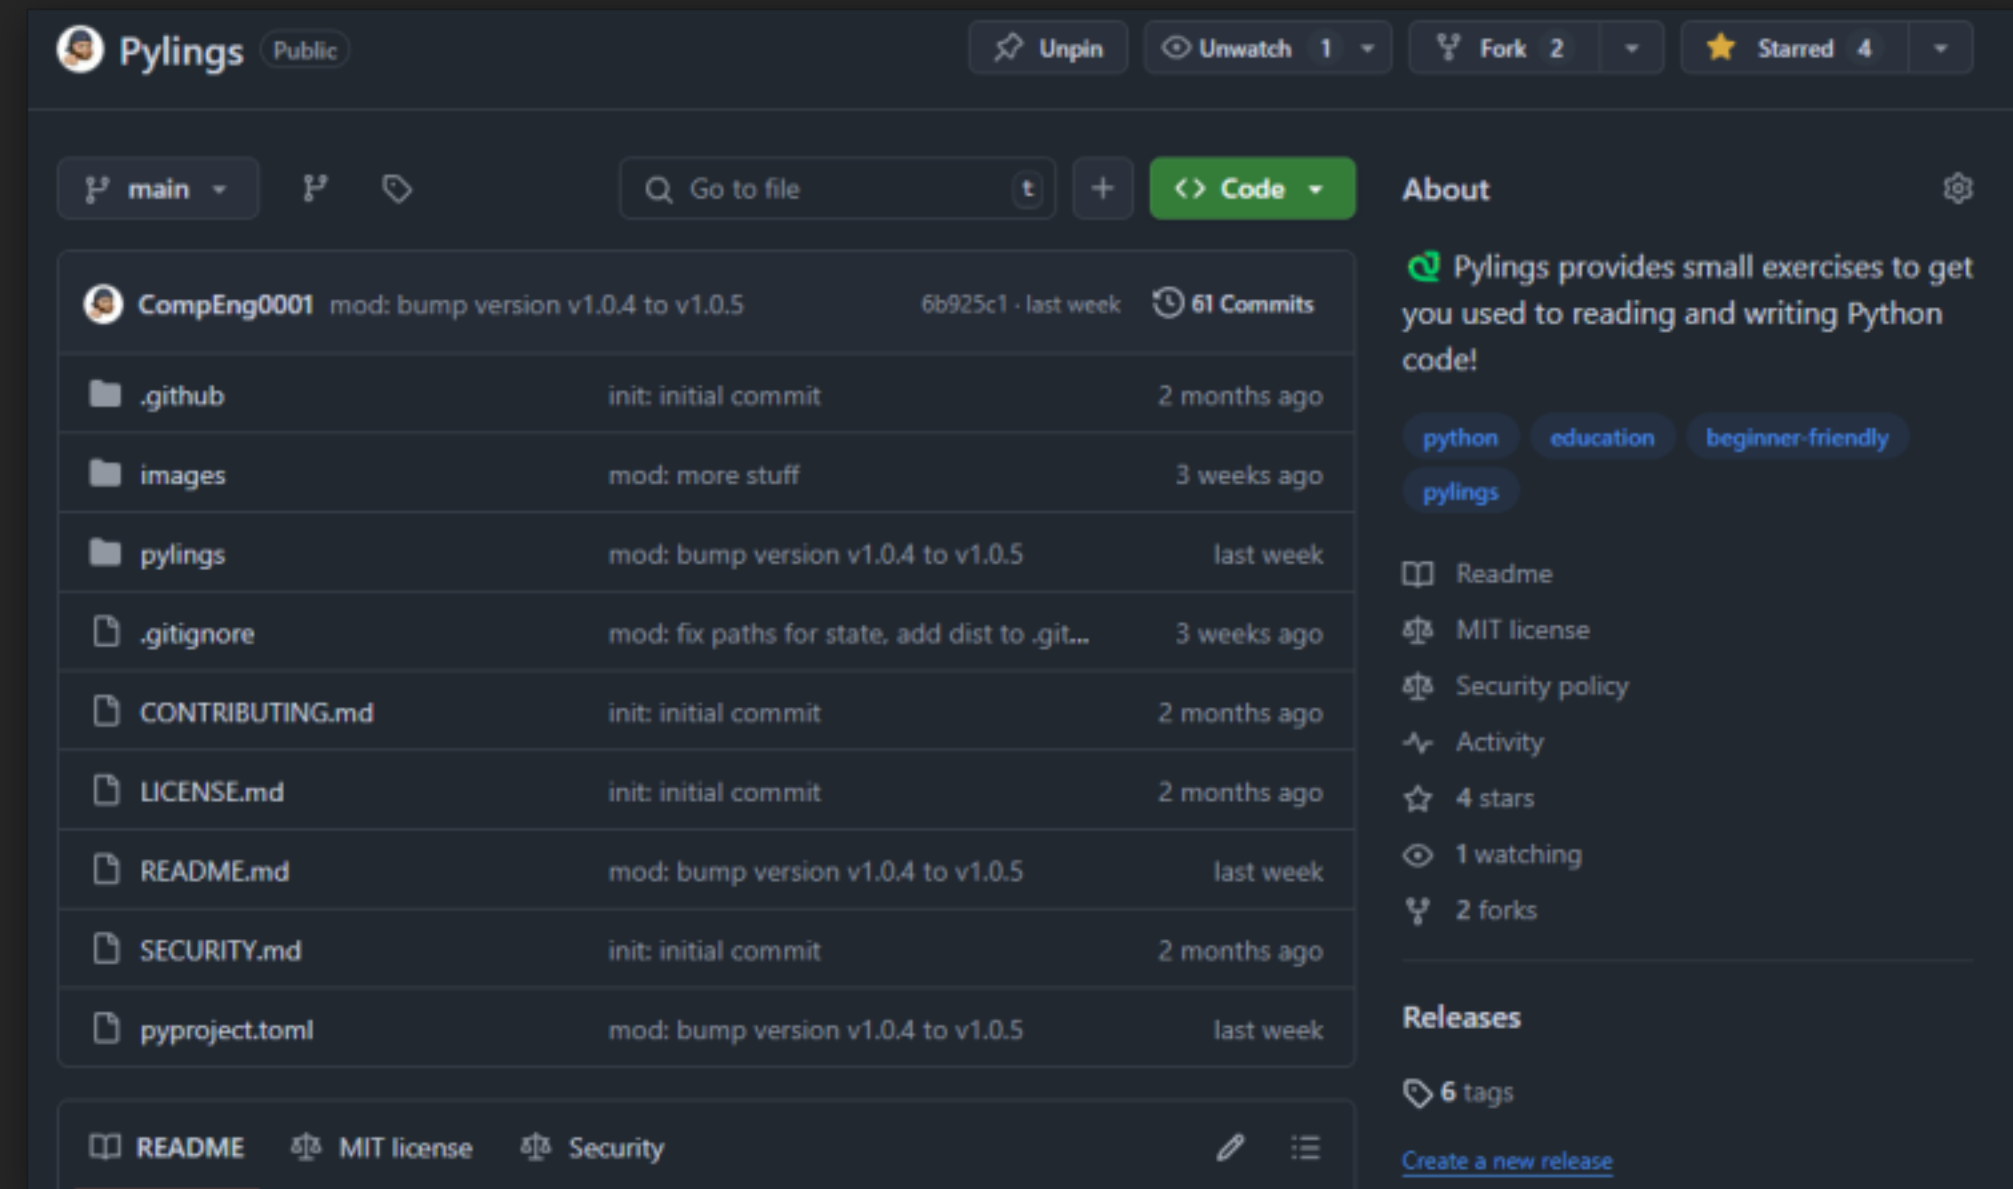 Pylings Public Unpin Unwatch 1 Fork 2 Starred 4
main Go to file t + <> Code
CompEng0001 mod: bump version v1.0.4 to v1.0.5 6b925c1 · last week 61 Commits
.github init: initial commit 2 months ago
images mod: more stuff 3 weeks ago
pylings mod: bump version v1.0.4 to v1.0.5 last week
.gitignore mod: fix paths for state, add dist to .git... 3 weeks ago
CONTRIBUTING.md init: initial commit 2 months ago
LICENSE.md init: initial commit 2 months ago
README.md mod: bump version v1.0.4 to v1.0.5 last week
SECURITY.md init: initial commit 2 months ago
pyproject.toml mod: bump version v1.0.4 to v1.0.5 last week
README MIT license Security
About
Pylings provides small exercises to get
you used to reading and writing Python
code!
python education beginner-friendly
pylings
Readme
MIT license
Security policy
Activity
4 stars
1 watching
2 forks
Releases
6 tags
Create a new release